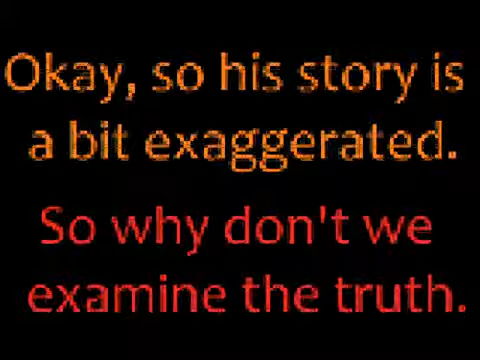 Okay, so his story is
a bit exaggerated.
So why don't we
examine the truth.